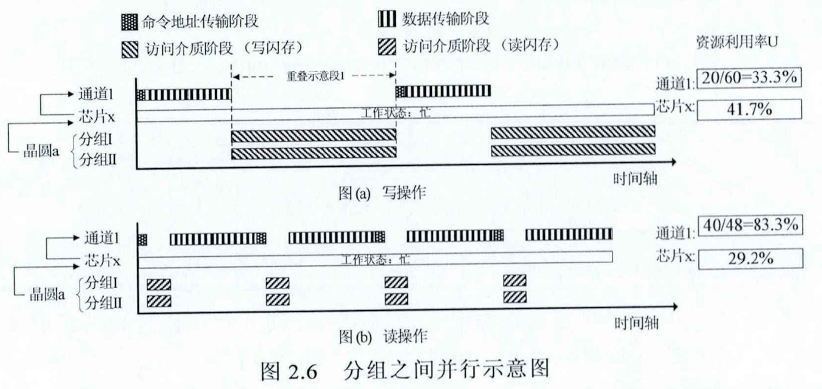 命令地址传输阶段 数据传输阶段
访问介质阶段（写闪存） 访问介质阶段（读闪存）
资源利用率U
重叠示意段1
通道1 通道1: 20/60=33.3%
芯片x 工作状态：忙 芯片x: 41.7%
晶圆a 分组I
分组II
时间轴
图(a) 写操作
通道1 通道1: 40/48=83.3%
芯片x 工作状态：忙 芯片x: 29.2%
晶圆a 分组I
分组II
时间轴
图(b) 读操作
图 2.6 分组之间并行示意图